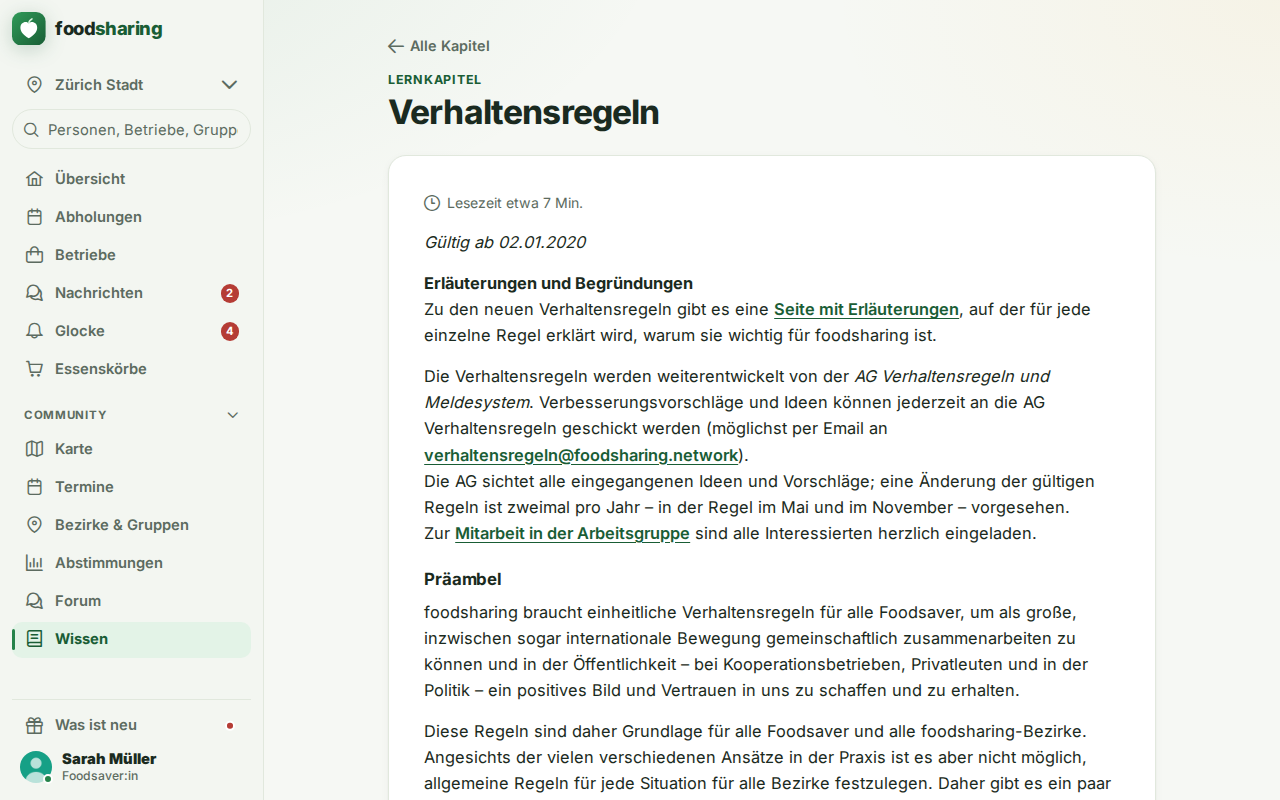 foodsharing
Zürich Stadt
Personen, Betriebe, Grupp
Übersicht
Abholungen
Betriebe
Nachrichten 2
Glocke 4
Essenskörbe
COMMUNITY
Karte
Termine
Bezirke & Gruppen
Abstimmungen
Forum
Wissen
Was ist neu
Sarah Müller
Foodsaver:in
Alle Kapitel
LERNKAPITEL
Verhaltensregeln
Lesezeit etwa 7 Min.
Gültig ab 02.01.2020
Erläuterungen und Begründungen
Zu den neuen Verhaltensregeln gibt es eine Seite mit Erläuterungen, auf der für jede
einzelne Regel erklärt wird, warum sie wichtig für foodsharing ist.
Die Verhaltensregeln werden weiterentwickelt von der AG Verhaltensregeln und
Meldesystem. Verbesserungsvorschläge und Ideen können jederzeit an die AG
Verhaltensregeln geschickt werden (möglichst per Email an
verhaltensregeln@foodsharing.network).
Die AG sichtet alle eingegangenen Ideen und Vorschläge; eine Änderung der gültigen
Regeln ist zweimal pro Jahr – in der Regel im Mai und im November – vorgesehen.
Zur Mitarbeit in der Arbeitsgruppe sind alle Interessierten herzlich eingeladen.
Präambel
foodsharing braucht einheitliche Verhaltensregeln für alle Foodsaver, um als große,
inzwischen sogar internationale Bewegung gemeinschaftlich zusammenarbeiten zu
können und in der Öffentlichkeit – bei Kooperationsbetrieben, Privatleuten und in der
Politik – ein positives Bild und Vertrauen in uns zu schaffen und zu erhalten.
Diese Regeln sind daher Grundlage für alle Foodsaver und alle foodsharing-Bezirke.
Angesichts der vielen verschiedenen Ansätze in der Praxis ist es aber nicht möglich,
allgemeine Regeln für jede Situation für alle Bezirke festzulegen. Daher gibt es ein paar